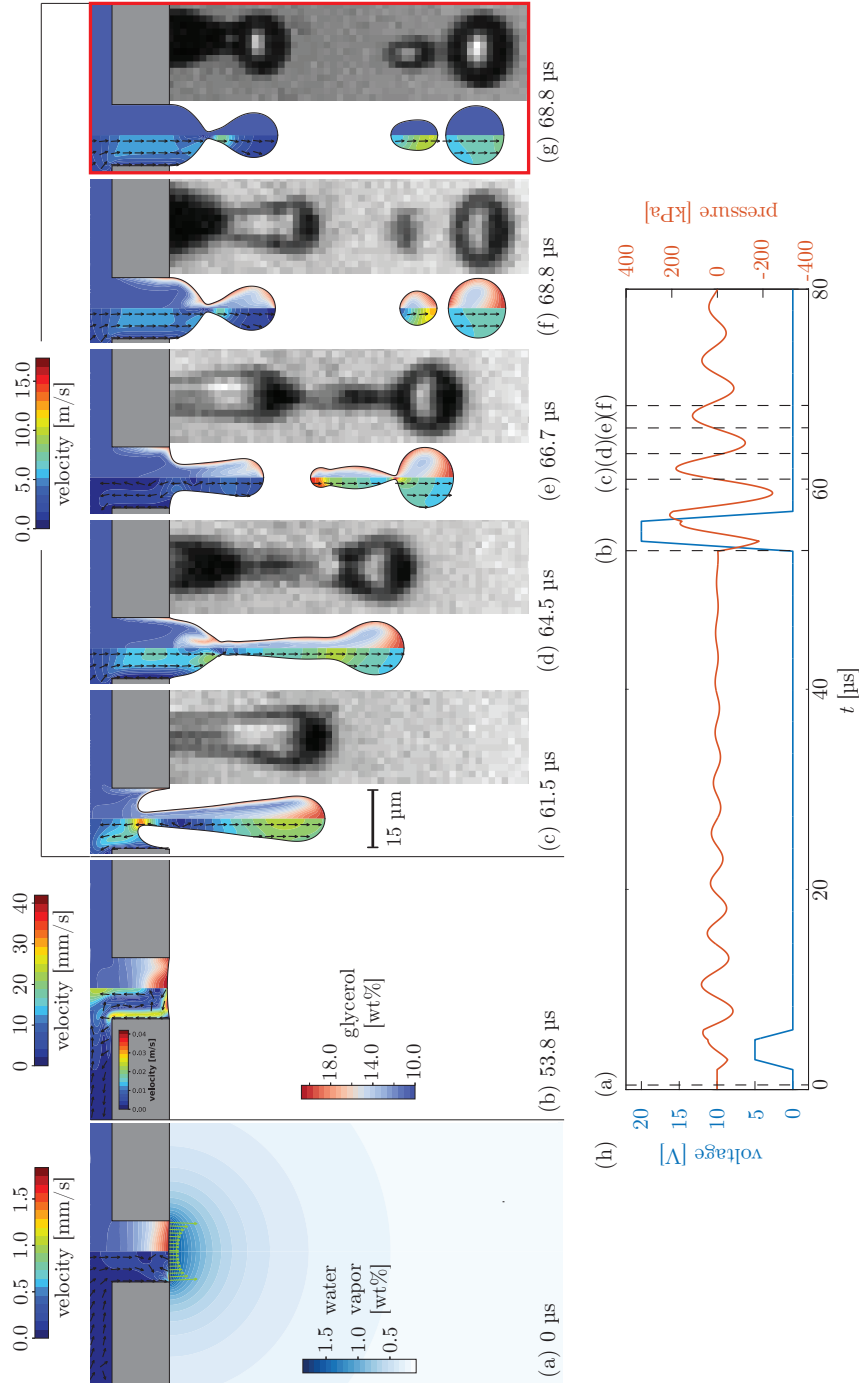 0.0 0.5 1.0 1.5
velocity [mm/s]
0 10 20 30 40
velocity [mm/s]
0.0 5.0 10.0 15.0
velocity [m/s]
1.5 water
1.0 vapor
0.5 [wt%]
0.00 0.01 0.02 0.03 0.04
velocity [m/s]
18.0 glycerol
14.0 [wt%]
10.0
15 µm
(a) 0 µs
(b) 53.8 µs
(c) 61.5 µs
(d) 64.5 µs
(e) 66.7 µs
(f) 68.8 µs
(g) 68.8 µs
(h)
(a)
(b)
(c)(d)(e)(f)
voltage [V]
20
15
10
5
0
pressure [kPa]
400
200
0
-200
-400
0 20 40 60 80
t [µs]